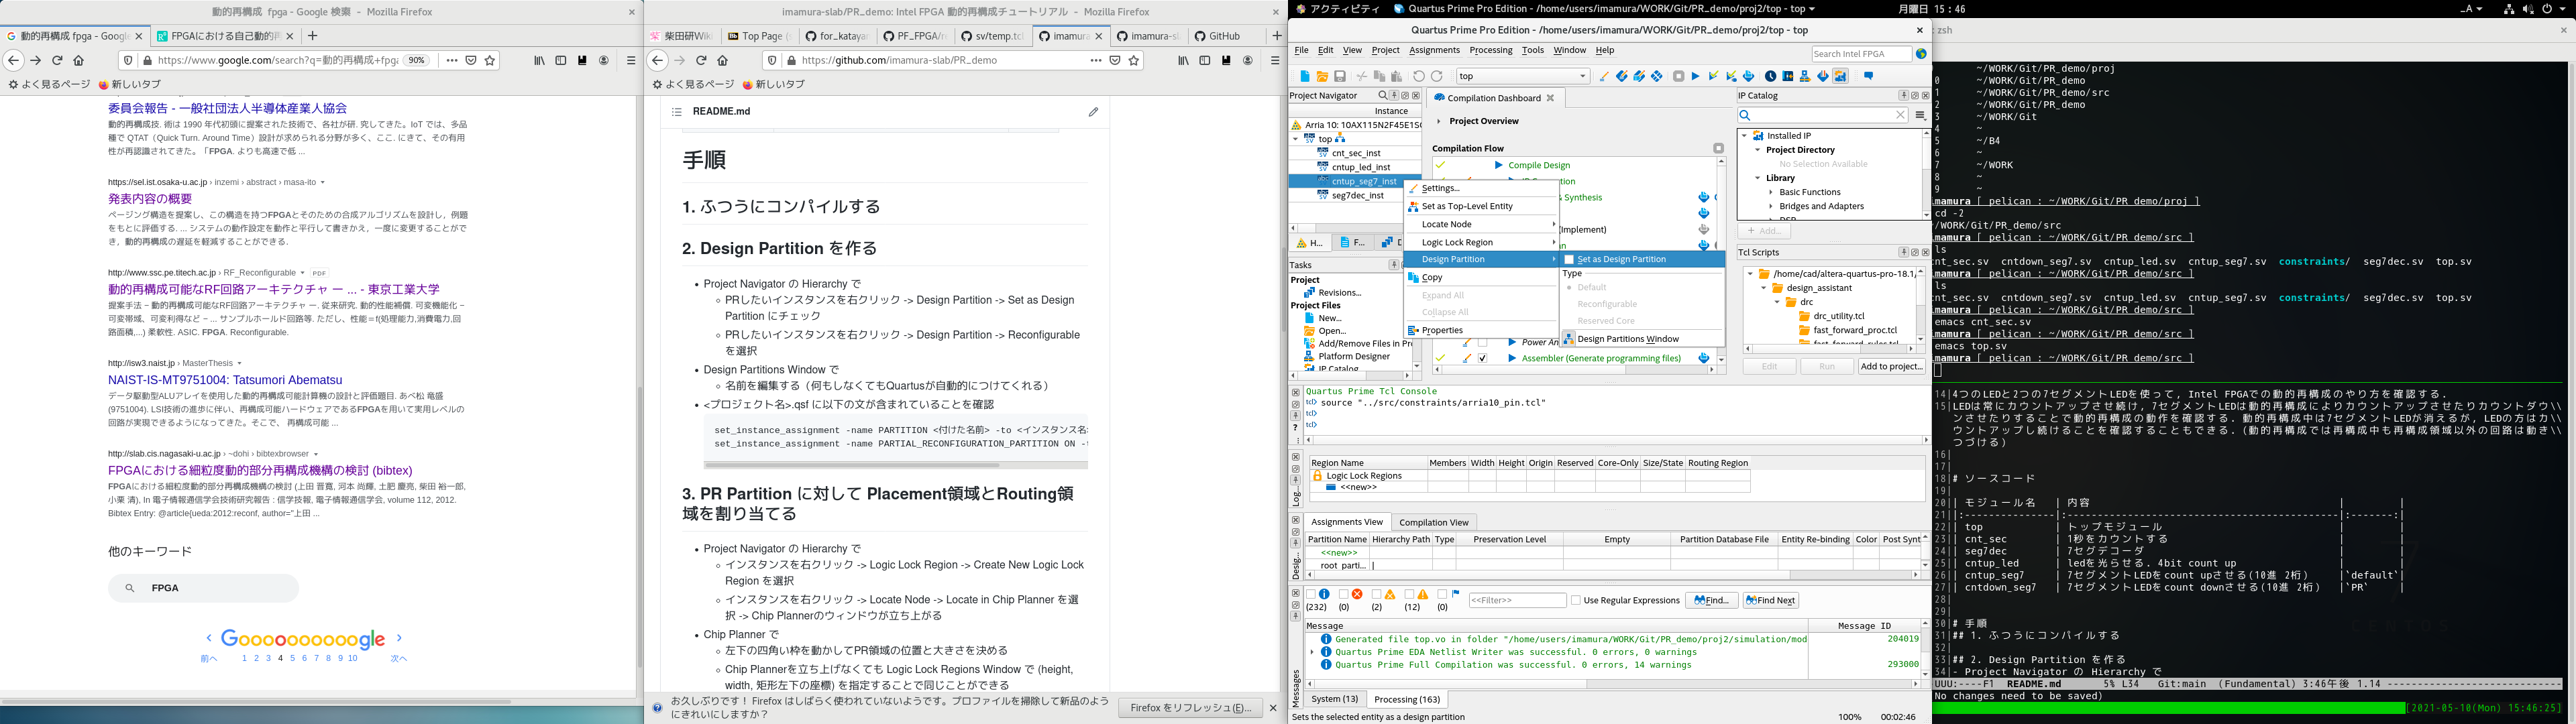 動的再構成 fpga - Google 検索 - Mozilla Firefox
動的再構成 fpga - Google
FPGAにおける自己動的再
https://www.google.com/search?q=動的再構成+fpga
90%
よく見るページ
新しいタブ
委員会報告 - 一般社団法人半導体産業人協会
動的再構成技. 術は 1990 年代初頭に提案された技術で、各社が研. 究してきた。IoT では、多品
種で QTAT（Quick Turn. Around Time）設計が求められる分野が多く、ここ. にきて、その有用
性が再認識されてきた。「FPGA. よりも高速で低 ...
https://sel.ist.osaka-u.ac.jp › inzemi › abstract › masa-ito
発表内容の概要
ページング構造を提案し、この構造を持つFPGAとそのための合成アルゴリズムを設計し，例題
をもとに評価する. ... システムの動作設定を動作と平行して書きかえ，一度に変更することがで
き，動的再構成の遅延を軽減することができる.
http://www.ssc.pe.titech.ac.jp › RF_Reconfigurable
PDF
動的再構成可能なRF回路アーキテクチャ ー ... - 東京工業大学
提案手法 − 動的再構成可能なRF回路アーキテクチャ ー. 従来研究. 動的性能補償. 可変機能化 −
可変帯域、可変利得など − ... サンプルホールド回路等. ただし、性能＝f(処理能力,消費電力,回
路面積,...) 柔軟性. ASIC. FPGA. Reconfigurable.
http://isw3.naist.jp › MasterThesis
NAIST-IS-MT9751004: Tatsumori Abematsu
データ駆動型ALUアレイを使用した動的再構成可能計算機の設計と評価題目. あべ松 竜盛
(9751004). LSI技術の進歩に伴い、再構成可能ハードウェアであるFPGAを用いて実用レベルの
回路が実現できるようになってきた。そこで、 再構成可能 ...
http://slab.cis.nagasaki-u.ac.jp › ~dohi › bibtexbrowser
FPGAにおける細粒度動的部分再構成機構の検討 (bibtex)
FPGAにおける細粒度動的部分再構成機構の検討 (上田 晋寛, 河本 尚輝, 土肥 慶亮, 柴田 裕一郎,
小栗 清), In 電子情報通信学会技術研究報告 : 信学技報, 電子情報通信学会, volume 112, 2012.
Bibtex Entry: @article{ueda:2012:reconf, author="上田 ...
他のキーワード
FPGA
Goooooooooogle
前へ 1 2 3 4 5 6 7 8 9 10 次へ
imamura-slab/PR_demo: Intel FPGA 動的再構成チュートリアル - Mozilla Firefox
柴田研Wiki
Top Page (
for_kataya
PF_FPGA/r
sv/temp.tcl
imamura
imamura-sl
GitHub
https://github.com/imamura-slab/PR_demo
よく見るページ
新しいタブ
README.md
手順
1. ふつうにコンパイルする
2. Design Partition を作る
Project Navigator の Hierarchy で
PRしたいインスタンスを右クリック -> Design Partition -> Set as Design
Partition にチェック
PRしたいインスタンスを右クリック -> Design Partition -> Reconfigurable
を選択
Design Partitions Window で
名前を編集する（何もしなくてもQuartusが自動的につけてくれる）
<プロジェクト名>.qsf に以下の文が含まれていることを確認
set_instance_assignment -name PARTITION <付けた名前> -to <インスタンス名
set_instance_assignment -name PARTIAL_RECONFIGURATION_PARTITION ON -
3. PR Partition に対して Placement領域とRouting領
域を割り当てる
Project Navigator の Hierarchy で
インスタンスを右クリック -> Logic Lock Region -> Create New Logic Lock
Region を選択
インスタンスを右クリック -> Locate Node -> Locate in Chip Planner を選
択 -> Chip Plannerのウィンドウが立ち上がる
Chip Planner で
左下の四角い枠を動かしてPR領域の位置と大きさを決める
Chip Plannerを立ち上げなくても Logic Lock Regions Window で (height,
width, 矩形左下の座標) を指定することで同じことができる
お久しぶりです！ Firefox はしばらく使われていないようです。プロファイルを掃除して新品のよう
にきれいにしますか？
Firefox をリフレッシュ(E)...
アクティビティ
Quartus Prime Pro Edition - /home/users/imamura/WORK/Git/PR_demo/proj2/top - top
月曜日 15：46
Quartus Prime Pro Edition - /home/users/imamura/WORK/Git/PR_demo/proj2/top - top
File Edit View Project Assignments Processing Tools Window Help
Search Intel FPGA
top
Project Navigator
Instance
Arria 10: 10AX115N2F45E1SG
top
cnt_sec_inst
cntup_led_inst
cntup_seg7_inst
seg7dec_inst
Compilation Dashboard
Project Overview
Compilation Flow
Compile Design
& Synthesis
Implement)
Assembler (Generate programming files)
Settings...
Set as Top-Level Entity
Locate Node
Logic Lock Region
Design Partition
Copy
Expand All
Collapse All
Properties
Set as Design Partition
Type
Default
Reconfigurable
Reserved Core
Design Partitions Window
Tasks
Project
Revisions...
Project Files
New...
Open...
Add/Remove Files in Pro
Platform Designer
IP Catalog
IP Catalog
Installed IP
Project Directory
No Selection Available
Library
Basic Functions
Bridges and Adapters
DSP
Add...
Tcl Scripts
/home/cad/altera-quartus-pro-18.1/
design_assistant
drc
drc_utility.tcl
fast_forward_proc.tcl
fast_forward_rules.tcl
Edit
Run
Add to project...
Quartus Prime Tcl Console
tcl> source "../src/constraints/arria10_pin.tcl"
tcl>
tcl>
Region Name Members Width Height Origin Reserved Core-Only Size/State Routing Region
Logic Lock Regions
<<new>>
Assignments View
Compilation View
Partition Name Hierarchy Path Type Preservation Level Empty Partition Database File Entity Re-binding Color Post Synt
<<new>>
root_parti... |
(232) (0) (2) (12) (0)
<<Filter>>
Use Regular Expressions
Find...
Find Next
Message
Message ID
Generated file top.vo in folder "/home/users/imamura/WORK/Git/PR_demo/proj2/simulation/mod 204019
Quartus Prime EDA Netlist Writer was successful. 0 errors, 0 warnings
Quartus Prime Full Compilation was successful. 0 errors, 14 warnings 293000
System (13)
Processing (163)
Sets the selected entity as a design partition
100%
00:02:46
zsh
~/WORK/Git/PR_demo/proj
0 ~/WORK/Git/PR_demo
1 ~/WORK/Git/PR_demo/src
2 ~/WORK/Git/PR_demo
3 ~/WORK/Git
4 ~
5 ~/B4
6 ~
7 ~/WORK
8 ~
9 ~
imamura [ pelican : ~/WORK/Git/PR_demo/proj ]
cd -2
~/WORK/Git/PR_demo/src
imamura [ pelican : ~/WORK/Git/PR_demo/src ]
ls
cnt_sec.sv cntdown_seg7.sv cntup_led.sv cntup_seg7.sv constraints/ seg7dec.sv top.sv
imamura [ pelican : ~/WORK/Git/PR_demo/src ]
ls
cnt_sec.sv cntdown_seg7.sv cntup_led.sv cntup_seg7.sv constraints/ seg7dec.sv top.sv
imamura [ pelican : ~/WORK/Git/PR_demo/src ]
emacs cnt_sec.sv
imamura [ pelican : ~/WORK/Git/PR_demo/src ]
emacs top.sv
imamura [ pelican : ~/WORK/Git/PR_demo/src ]
14|4つのLEDと2つの7セグメントLEDを使って, Intel FPGAでの動的再構成のやり方を確認する.
15|LEDは常にカウントアップさせ続け, 7セグメントLEDは動的再構成によりカウントアップさせたりカウントダウ\\
ンさせたりすることで動的再構成の動作を確認する. 動的再構成中は7セグメントLEDが消えるが, LEDの方はカ\\
ウントアップし続けることを確認することもできる. (動的再構成では再構成中も再構成領域以外の回路は動き\\
つづける)
16|
17|
18|# ソースコード
19|
20|| モジュール名 | 内容 | |
21||:---------------|:------------------------------------------|:-------:|
22|| top | トップモジュール | |
23|| cnt_sec | 1秒をカウントする | |
24|| seg7dec | 7セグデコーダ | |
25|| cntup_led | ledを光らせる. 4bit count up | |
26|| cntup_seg7 | 7セグメントLEDをcount upさせる(10進 2桁) |`default`|
27|| cntdown_seg7 | 7セグメントLEDをcount downさせる(10進 2桁) |`PR` |
28|
29|
30|# 手順
31|## 1. ふつうにコンパイルする
32|
33|## 2. Design Partition を作る
34|- Project Navigator の Hierarchy で
UUU:----F1 README.md 5% L34 Git:main (Fundamental) 3:46午後 1.14
No changes need to be saved)
[2021-05-10(Mon) 15:46:25]